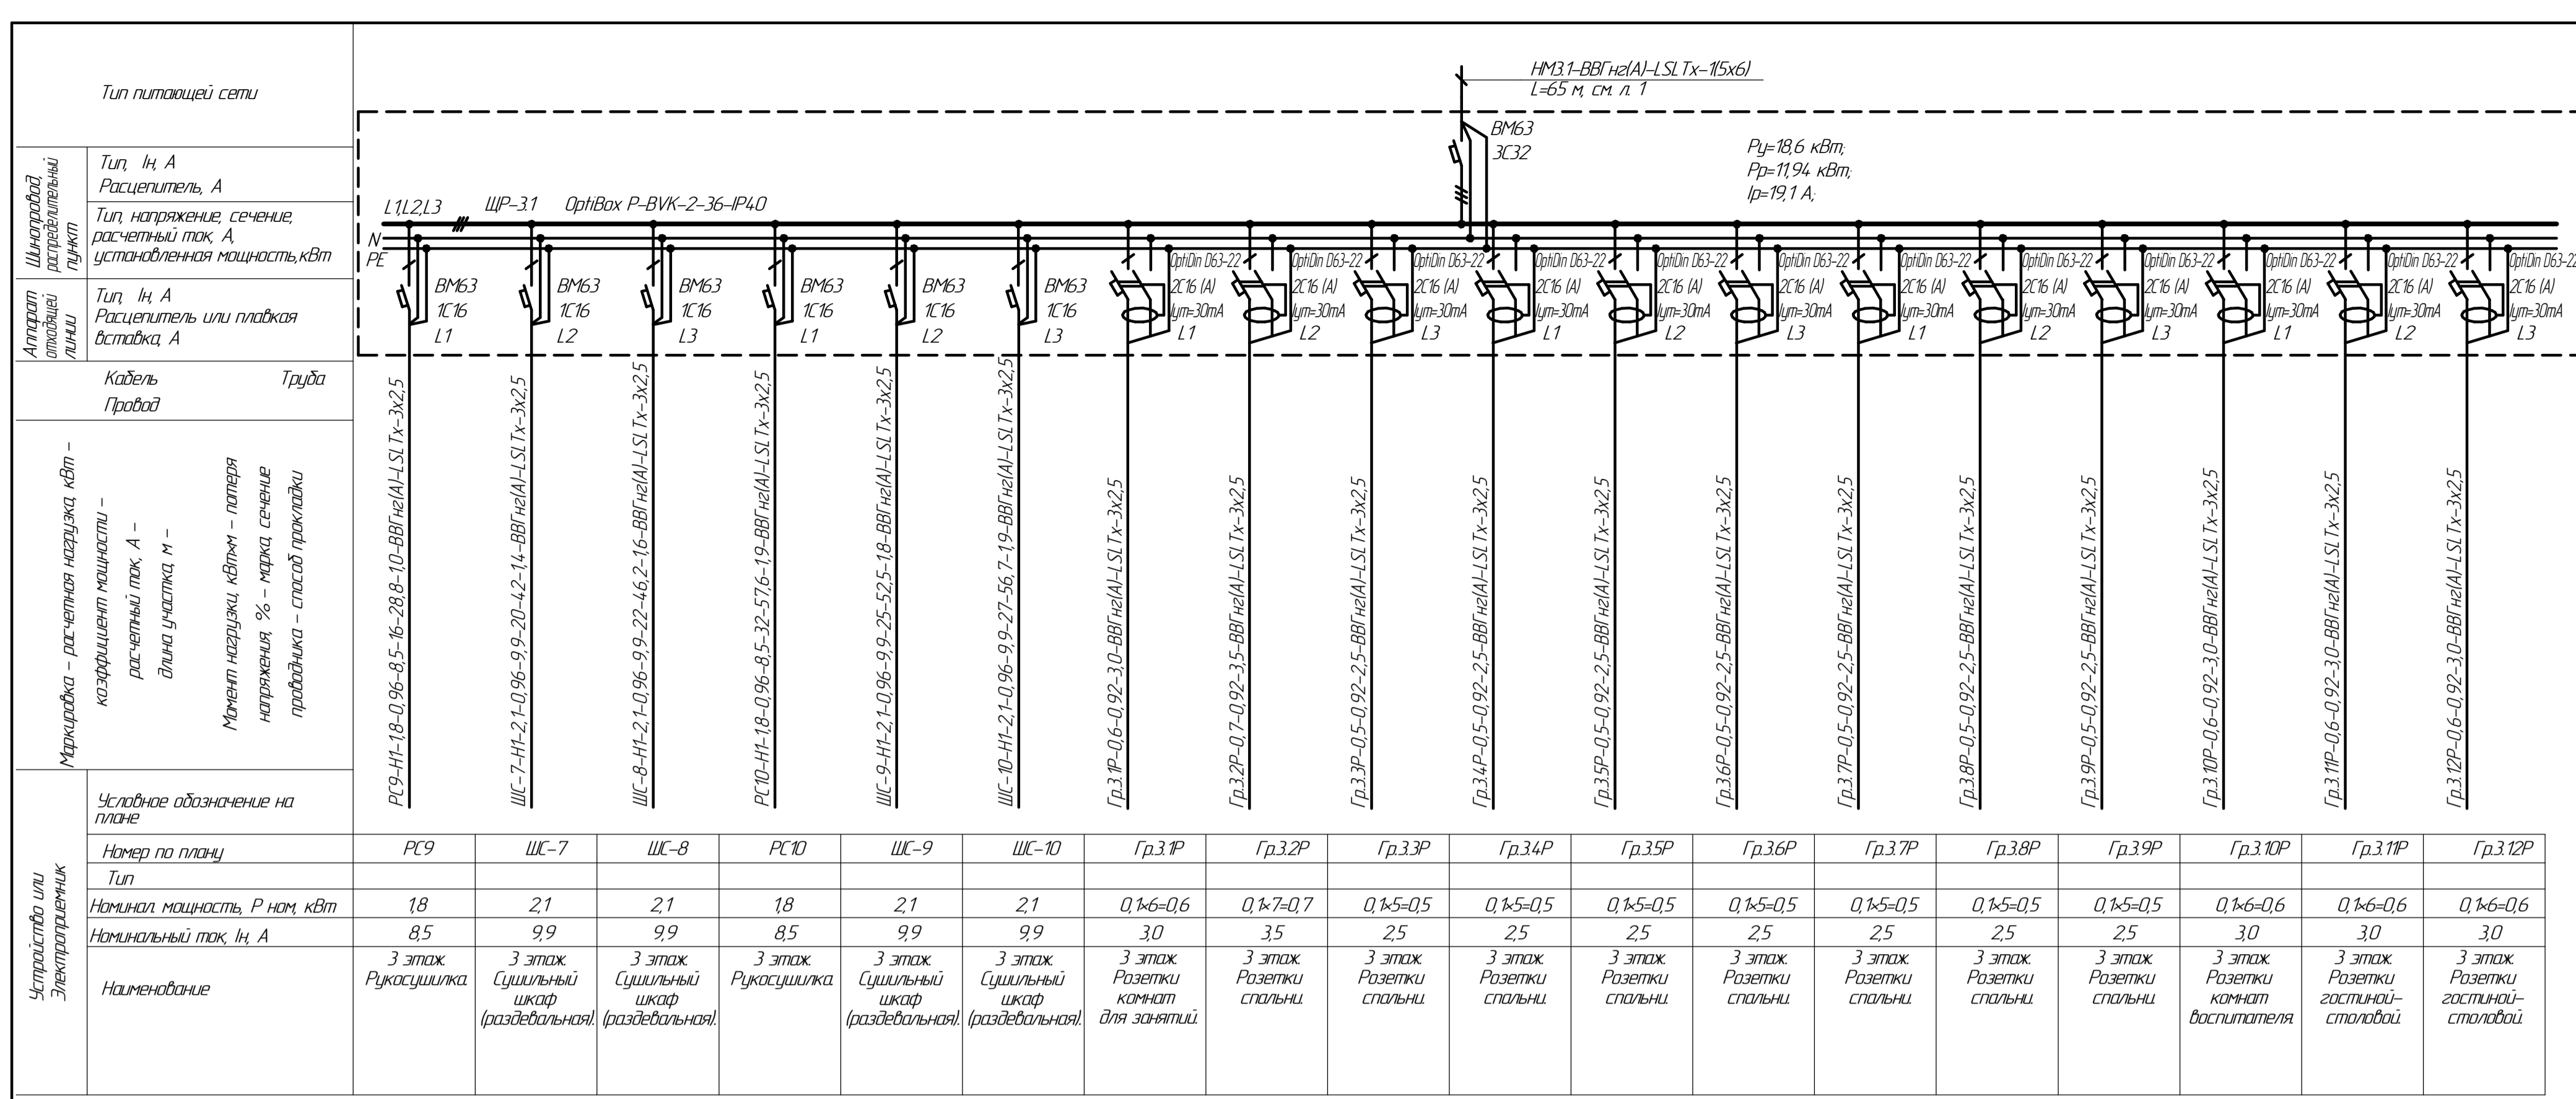 Тип питающей сети
Шинопровод,
распределительный
пункт
Тип, Iн, А
Расцепитель, А
Тип, напряжение, сечение,
расчетный ток, А,
установленная мощность,кВт
Аппарат
отходящей
линии
Тип, Iн, А
Расцепитель или плавкая
вставка, А
Кабель Труба
Провод
Маркировка – расчетная нагрузка, кВт –
коэффициент мощности –
расчетный ток, А –
длина участка, м –
Момент нагрузки, кВт×м – потеря
напряжения, % – марка, сечение
проводника – способ прокладки
НМ3.1–ВВГнг(А)–LSLTx–1(5х6)
L=65 м, см. л. 1
ВМ63
3С32
Ру=18,6 кВт;
Рр=11,94 кВт;
Iр=19,1 А;
L1,L2,L3 ЩР–3.1 OptiBox P–BVK–2–36–IP40
N
PE
ВМ63
1С16
L1
ВМ63
1С16
L2
ВМ63
1С16
L3
ВМ63
1С16
L1
ВМ63
1С16
L2
ВМ63
1С16
L3
OptiDin D63–22
2С16 (А)
Iут=30mA
L1
OptiDin D63–22
2С16 (А)
Iут=30mA
L2
OptiDin D63–22
2С16 (А)
Iут=30mA
L3
OptiDin D63–22
2С16 (А)
Iут=30mA
L1
OptiDin D63–22
2С16 (А)
Iут=30mA
L2
OptiDin D63–22
2С16 (А)
Iут=30mA
L3
OptiDin D63–22
2С16 (А)
Iут=30mA
L1
OptiDin D63–22
2С16 (А)
Iут=30mA
L2
OptiDin D63–22
2С16 (А)
Iут=30mA
L3
OptiDin D63–22
2С16 (А)
Iут=30mA
L1
OptiDin D63–22
2С16 (А)
Iут=30mA
L2
OptiDin D63–22
2С16 (А)
Iут=30mA
L3
РС9–Н1–1,8–0,96–8,5–16–28,8–1,0–ВВГнг(А)–LSLTx–3х2,5
ШС–7–Н1–2,1–0,96–9,9–20–42–1,4–ВВГнг(А)–LSLTx–3х2,5
ШС–8–Н1–2,1–0,96–9,9–22–46,2–1,6–ВВГнг(А)–LSLTx–3х2,5
РС10–Н1–1,8–0,96–8,5–32–57,6–1,9–ВВГнг(А)–LSLTx–3х2,5
ШС–9–Н1–2,1–0,96–9,9–25–52,5–1,8–ВВГнг(А)–LSLTx–3х2,5
ШС–10–Н1–2,1–0,96–9,9–27–56,7–1,9–ВВГнг(А)–LSLTx–3х2,5
Гр.3.1Р–0,6–0,92–3,0–ВВГнг(А)–LSLTx–3х2,5
Гр.3.2Р–0,7–0,92–3,5–ВВГнг(А)–LSLTx–3х2,5
Гр.3.3Р–0,5–0,92–2,5–ВВГнг(А)–LSLTx–3х2,5
Гр.3.4Р–0,5–0,92–2,5–ВВГнг(А)–LSLTx–3х2,5
Гр.3.5Р–0,5–0,92–2,5–ВВГнг(А)–LSLTx–3х2,5
Гр.3.6Р–0,5–0,92–2,5–ВВГнг(А)–LSLTx–3х2,5
Гр.3.7Р–0,5–0,92–2,5–ВВГнг(А)–LSLTx–3х2,5
Гр.3.8Р–0,5–0,92–2,5–ВВГнг(А)–LSLTx–3х2,5
Гр.3.9Р–0,5–0,92–2,5–ВВГнг(А)–LSLTx–3х2,5
Гр.3.10Р–0,6–0,92–3,0–ВВГнг(А)–LSLTx–3х2,5
Гр.3.11Р–0,6–0,92–3,0–ВВГнг(А)–LSLTx–3х2,5
Гр.3.12Р–0,6–0,92–3,0–ВВГнг(А)–LSLTx–3х2,5
Устройство или
Электроприемник
Условное обозначение на
плане
Номер по плану РС9 ШС–7 ШС–8 РС10 ШС–9 ШС–10 Гр.3.1Р Гр.3.2Р Гр.3.3Р Гр.3.4Р Гр.3.5Р Гр.3.6Р Гр.3.7Р Гр.3.8Р Гр.3.9Р Гр.3.10Р Гр.3.11Р Гр.3.12Р
Тип
Номинал. мощность, Р ном, кВт 1,8 2,1 2,1 1,8 2,1 2,1 0,1×6=0,6 0,1×7=0,7 0,1×5=0,5 0,1×5=0,5 0,1×5=0,5 0,1×5=0,5 0,1×5=0,5 0,1×5=0,5 0,1×5=0,5 0,1×6=0,6 0,1×6=0,6 0,1×6=0,6
Номинальный ток, Iн, А 8,5 9,9 9,9 8,5 9,9 9,9 3,0 3,5 2,5 2,5 2,5 2,5 2,5 2,5 2,5 3,0 3,0 3,0
Наименование
3 этаж.
Рукосушилка.
3 этаж.
Сушильный
шкаф
(раздевальная).
3 этаж.
Сушильный
шкаф
(раздевальная).
3 этаж.
Рукосушилка.
3 этаж.
Сушильный
шкаф
(раздевальная).
3 этаж.
Сушильный
шкаф
(раздевальная).
3 этаж.
Розетки
комнат
для занятий.
3 этаж.
Розетки
спальни.
3 этаж.
Розетки
спальни.
3 этаж.
Розетки
спальни.
3 этаж.
Розетки
спальни.
3 этаж.
Розетки
спальни.
3 этаж.
Розетки
спальни.
3 этаж.
Розетки
спальни.
3 этаж.
Розетки
спальни.
3 этаж.
Розетки
комнат
воспитателя.
3 этаж.
Розетки
гостиной–
столовой.
3 этаж.
Розетки
гостиной–
столовой.